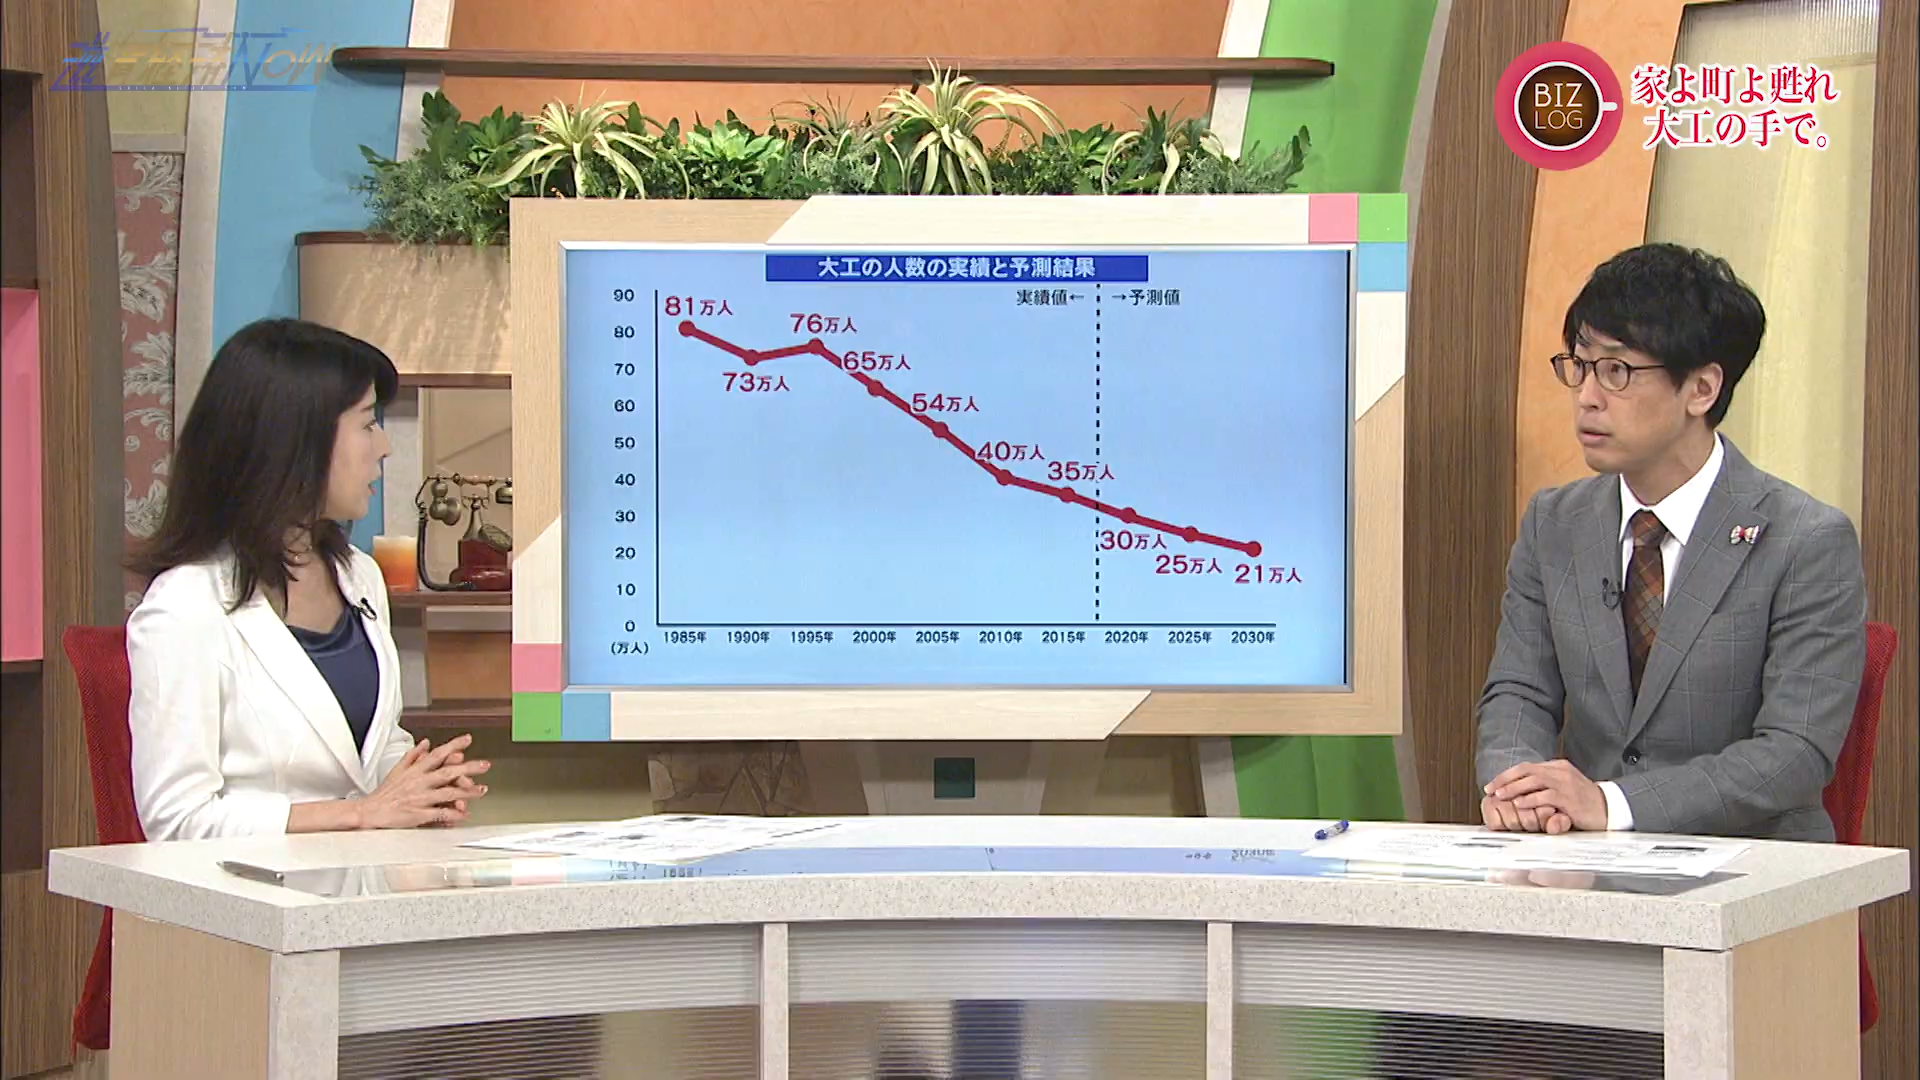 BIZ
LOG
家よ町よ甦れ
大工の手で。
大工の人数の実績と予測結果
実績値← →予測値
90
80
70
60
50
40
30
20
10
0
(万人)
81万人
73万人
76万人
65万人
54万人
40万人
35万人
30万人
25万人
21万人
1985年 1990年 1995年 2000年 2005年 2010年 2015年 2020年 2025年 2030年